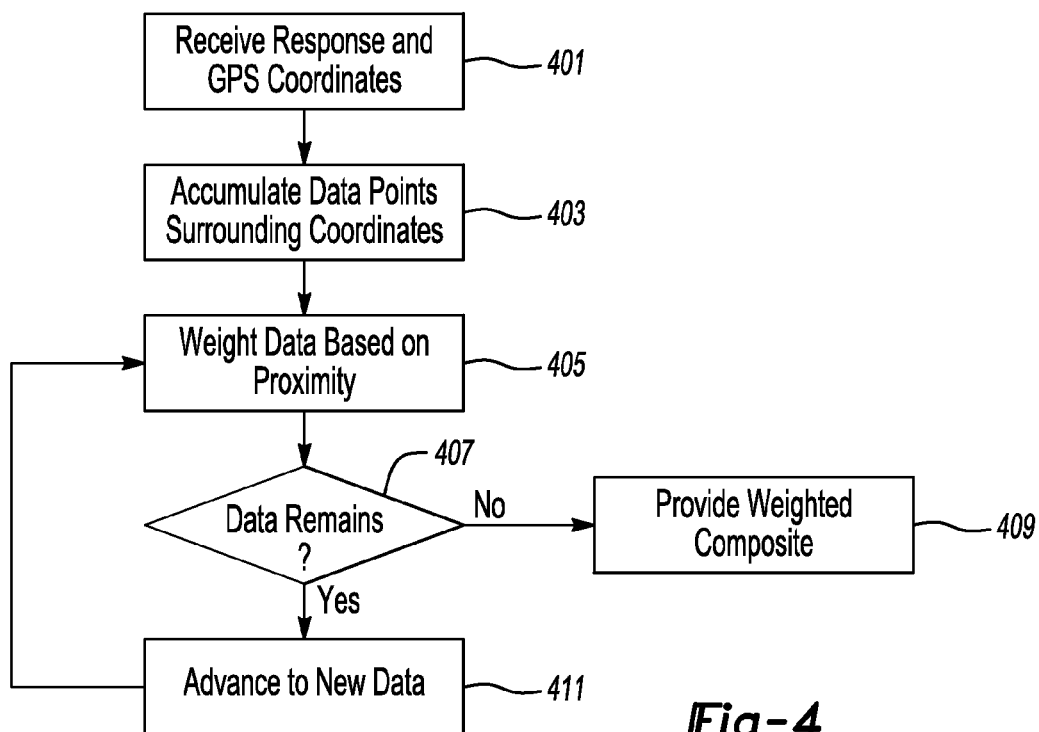 Receive Response and
GPS Coordinates
401
Accumulate Data Points
Surrounding Coordinates
403
Weight Data Based on
Proximity
405
407
Data Remains
?
No
Provide Weighted
Composite
409
Yes
Advance to New Data
411
Fig-4